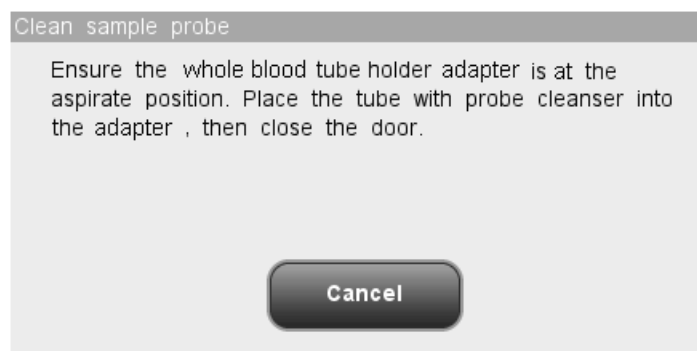 Clean sample probe
Ensure the whole blood tube holder adapter is at the
aspirate position. Place the tube with probe cleanser into
the adapter , then close the door.
Cancel